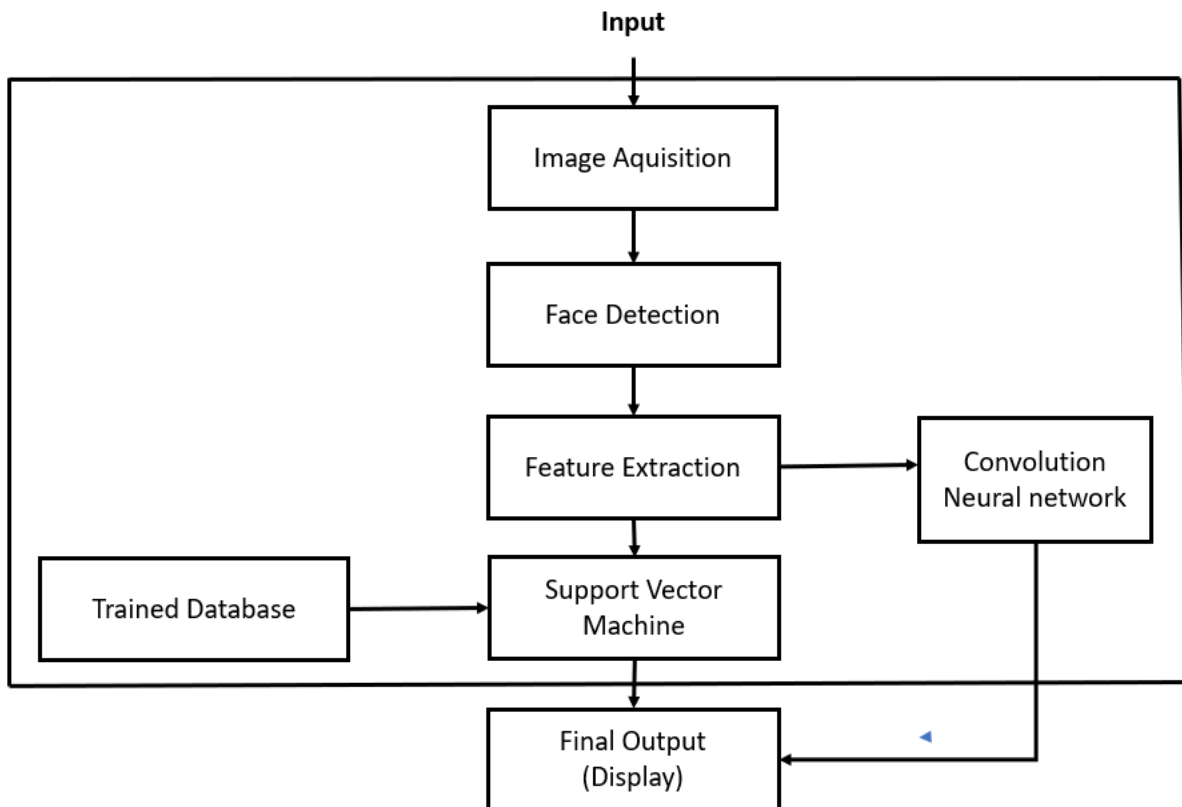 Input
Image Aquisition
Face Detection
Feature Extraction
Convolution
Neural network
Trained Database
Support Vector
Machine
Final Output
(Display)